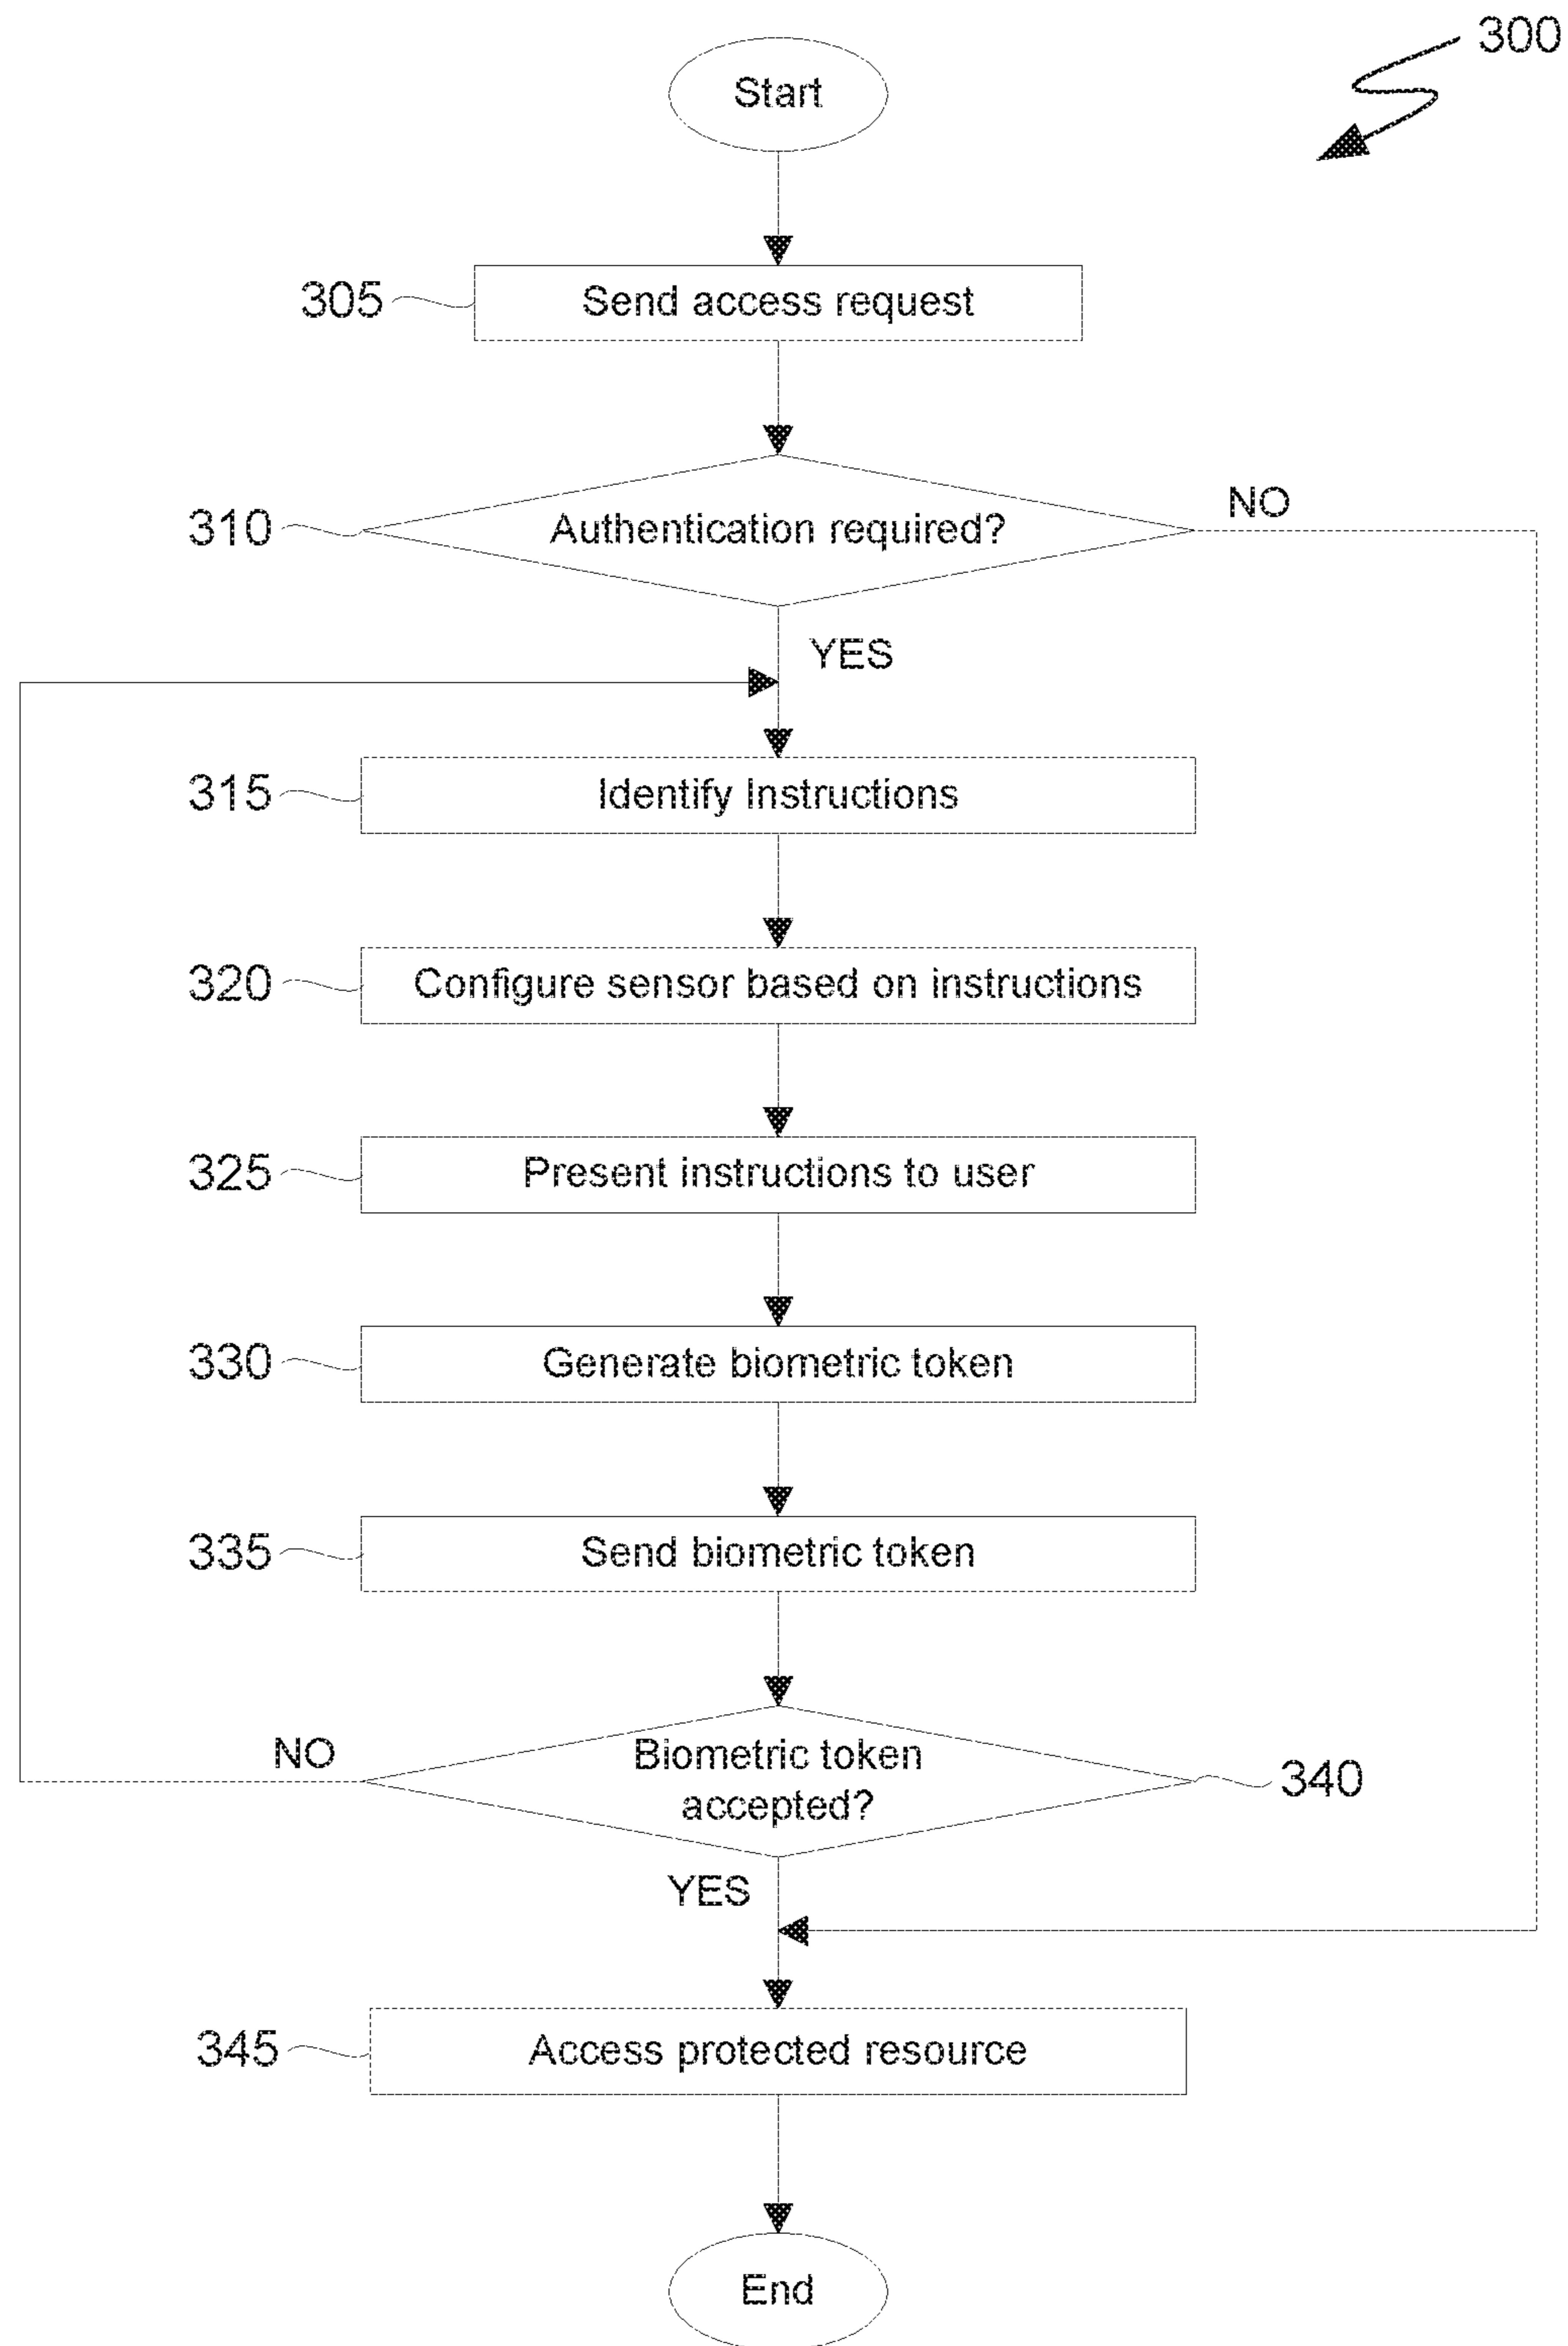 300
Start
305
Send access request
310
Authentication required?
NO
YES
315
Identify Instructions
320
Configure sensor based on instructions
325
Present instructions to user
330
Generate biometric token
335
Send biometric token
NO
Biometric token
accepted?
340
YES
345
Access protected resource
End